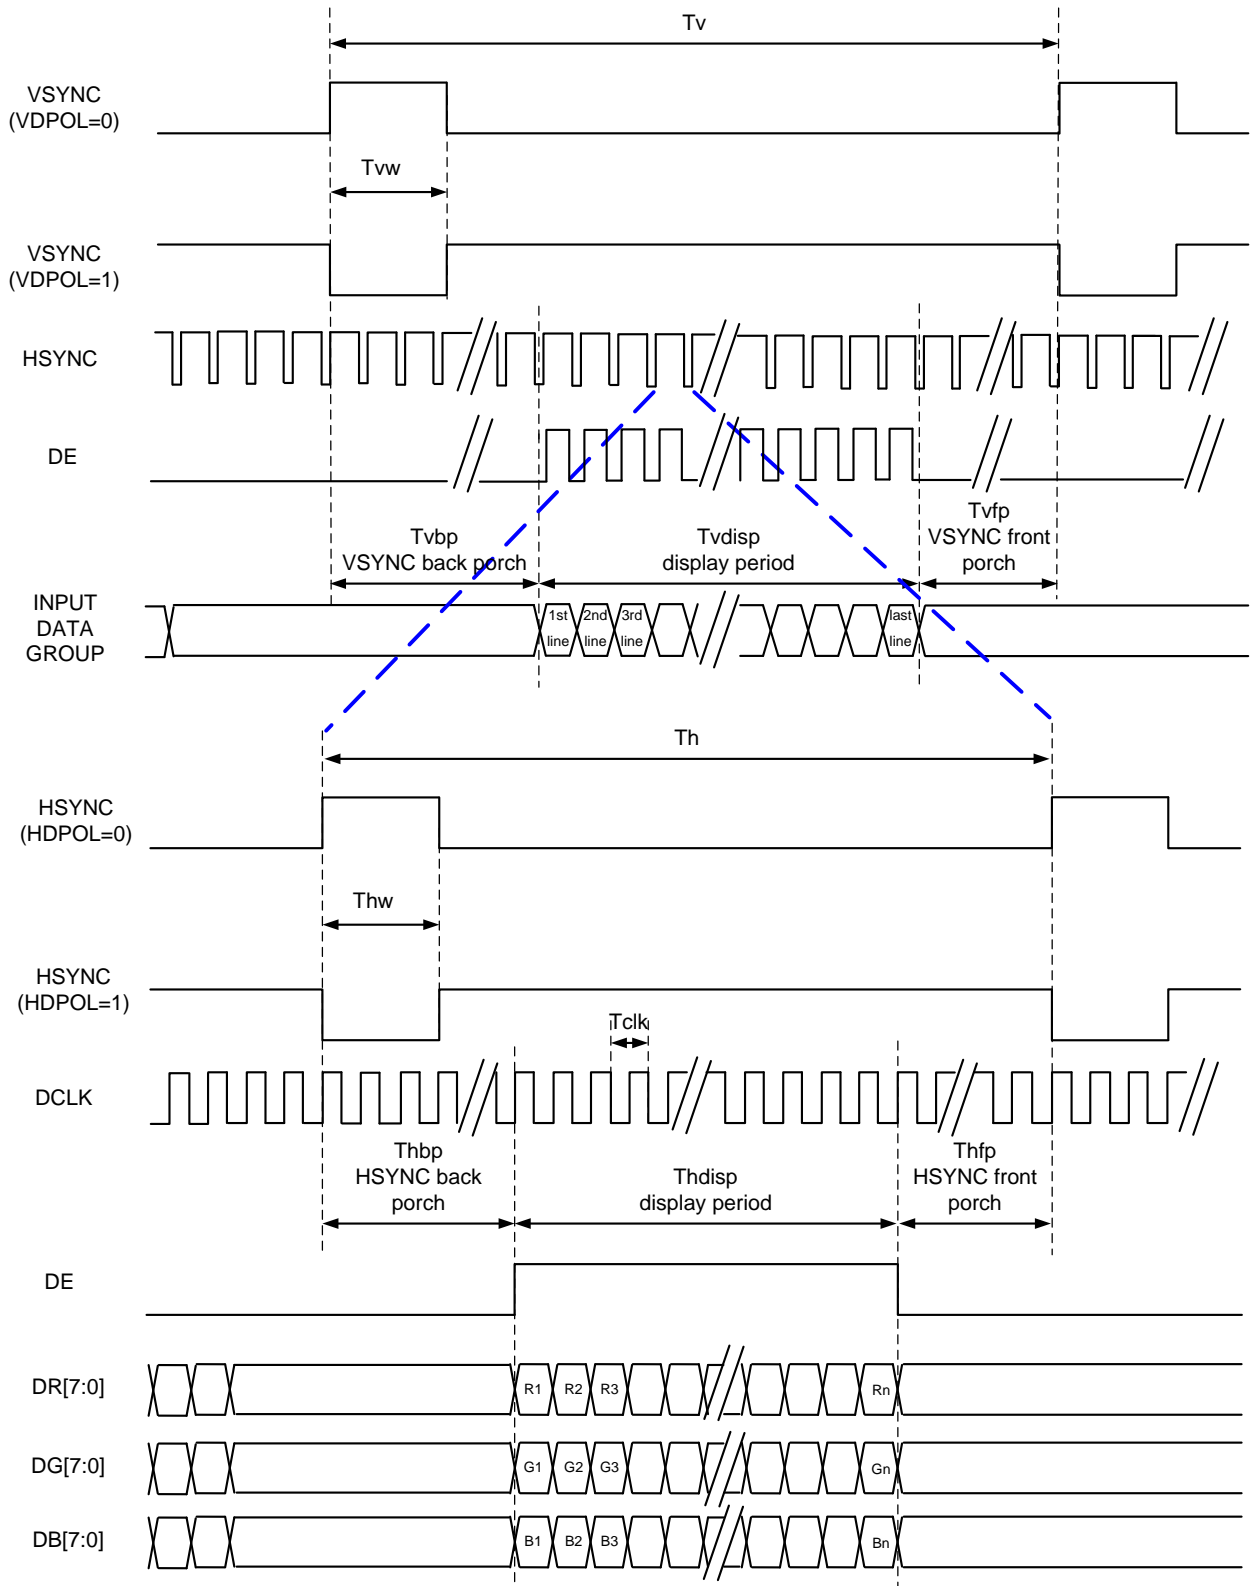 Tv
VSYNC
(VDPOL=0)
Tvw
VSYNC
(VDPOL=1)
HSYNC
DE
Tvbp
VSYNC back porch
Tvdisp
display period
Tvfp
VSYNC front
porch
INPUT
DATA
GROUP
1st
line
2nd
line
3rd
line
last
line
Th
HSYNC
(HDPOL=0)
Thw
HSYNC
(HDPOL=1)
Tclk
DCLK
Thbp
HSYNC back
porch
Thdisp
display period
Thfp
HSYNC front
porch
DE
DR[7:0]
R1
R2
R3
Rn
DG[7:0]
G1
G2
G3
Gn
DB[7:0]
B1
B2
B3
Bn